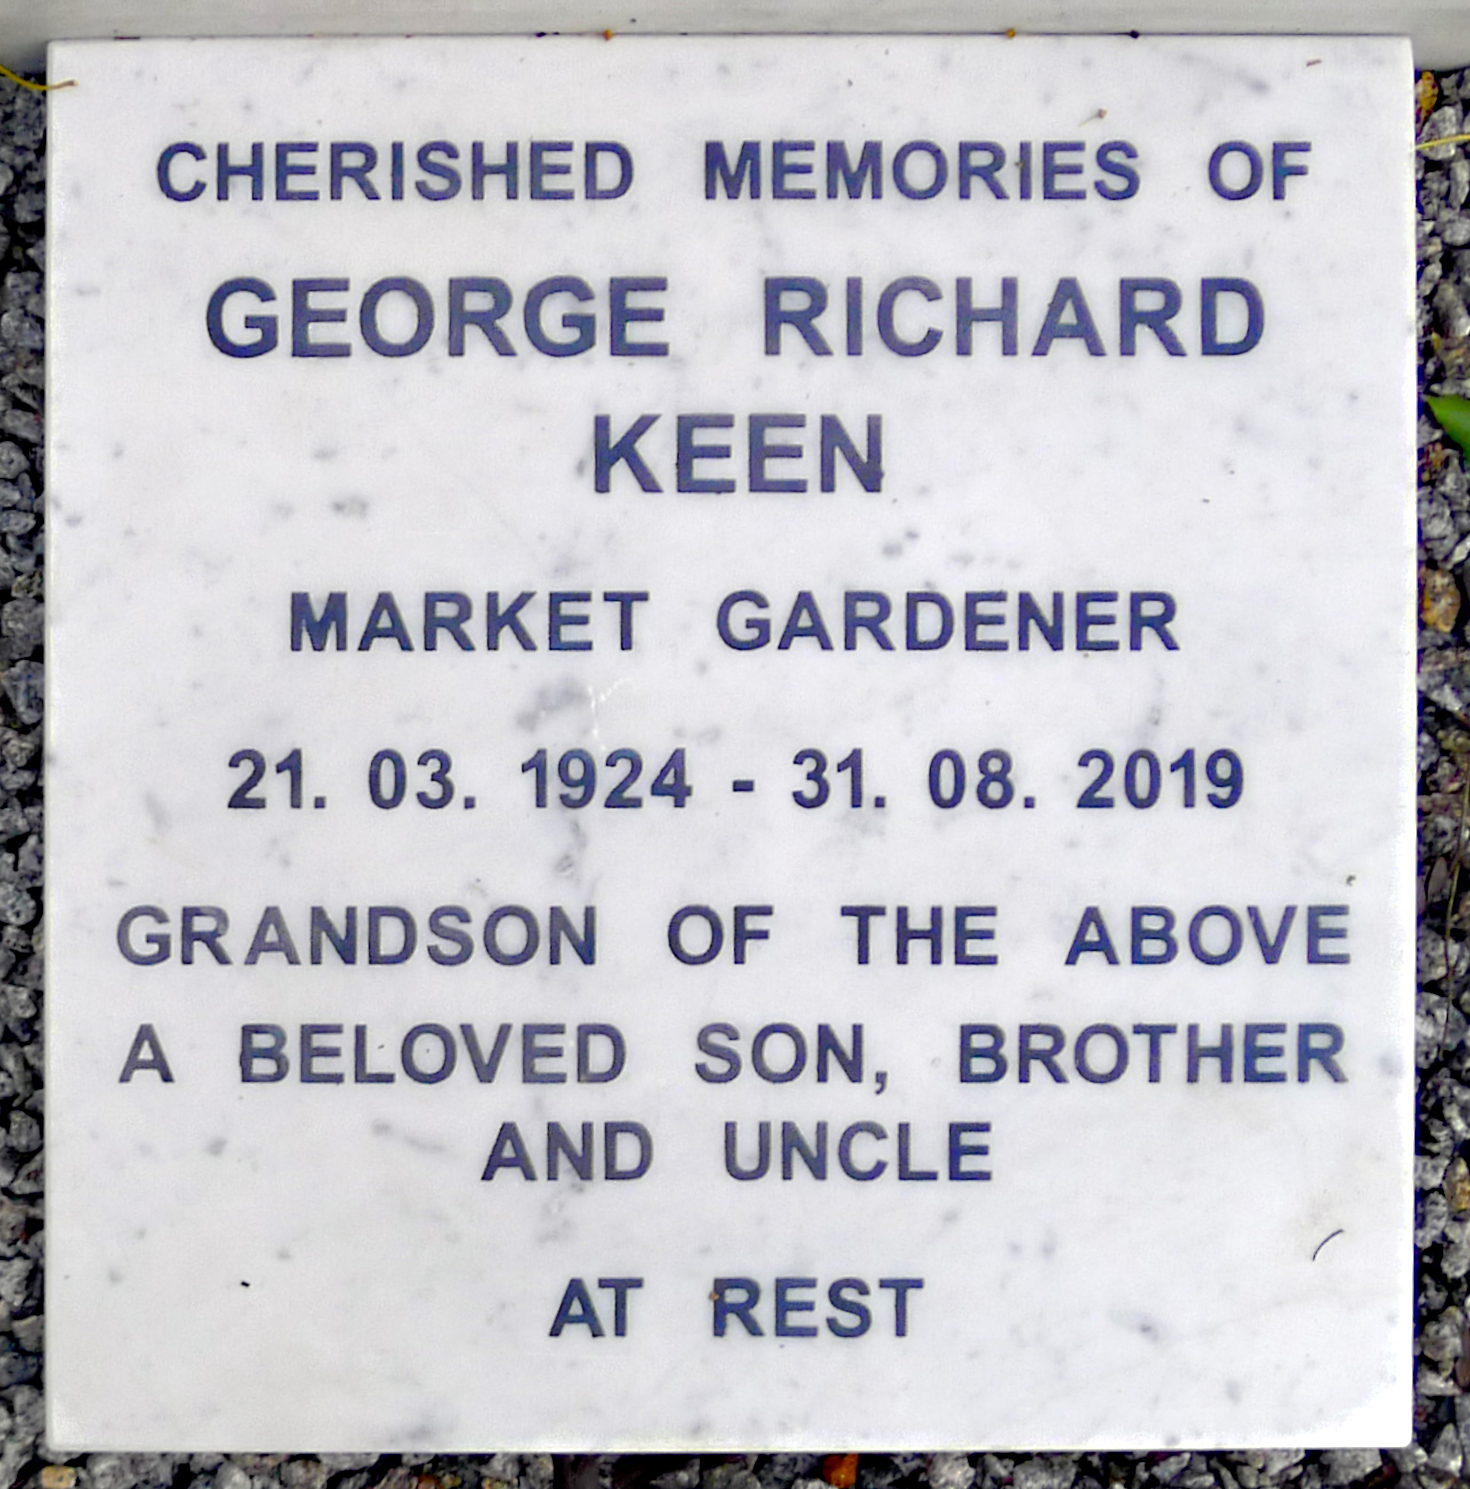 CHERISHED MEMORIES OF
GEORGE RICHARD
KEEN
MARKET GARDENER
21. 03. 1924 - 31. 08. 2019
GRANDSON OF THE ABOVE
A BELOVED SON, BROTHER
AND UNCLE
AT REST